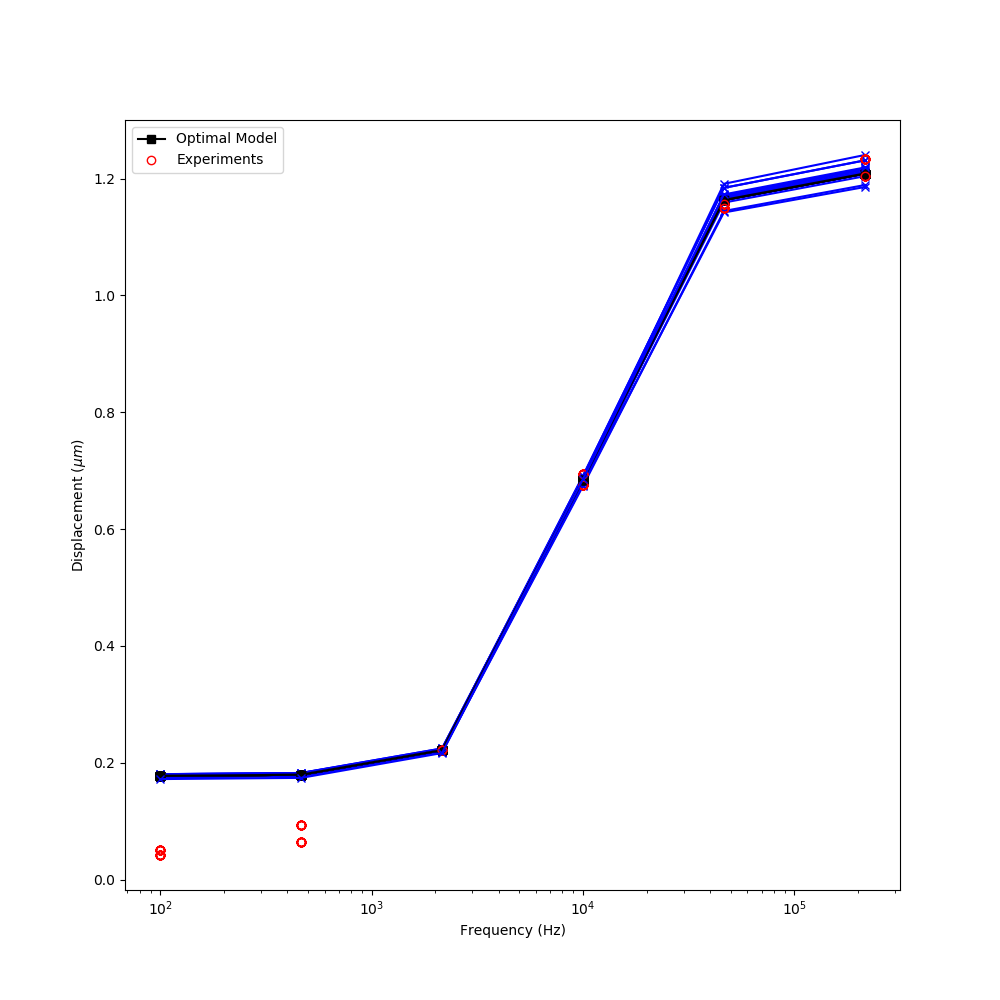 Optimal Model
Experiments
1.2
1.0
0.8
0.6
0.4
0.2
0.0
Displacement (μm)
10² 10³ 10⁴ 10⁵
Frequency (Hz)